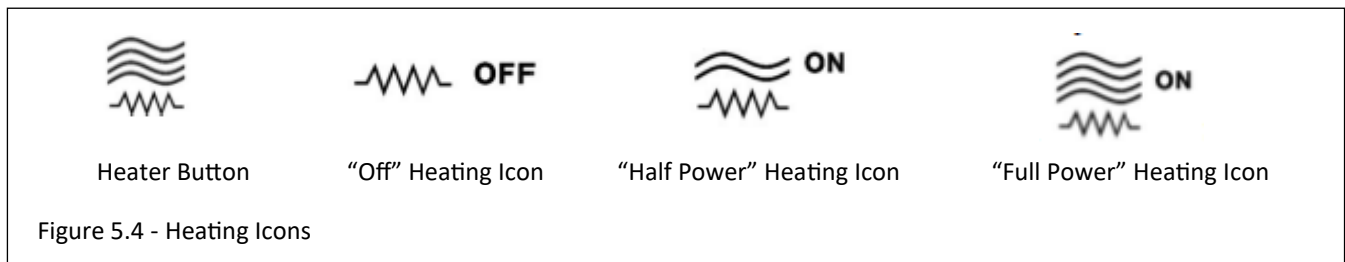 OFF
ON
ON
Heater Button “Off” Heating Icon “Half Power” Heating Icon “Full Power” Heating Icon
Figure 5.4 - Heating Icons